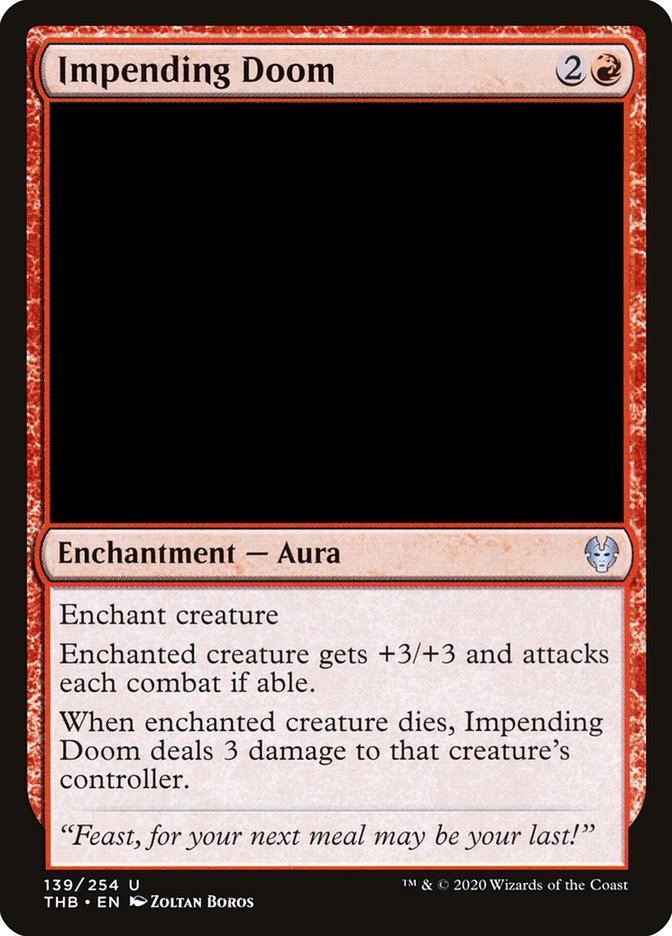 Impending Doom 2
Enchantment — Aura
Enchant creature
Enchanted creature gets +3/+3 and attacks
each combat if able.
When enchanted creature dies, Impending
Doom deals 3 damage to that creature's
controller.
"Feast, for your next meal may be your last!"
139/254 U ™ & © 2020 Wizards of the Coast
THB • EN Zoltan Boros